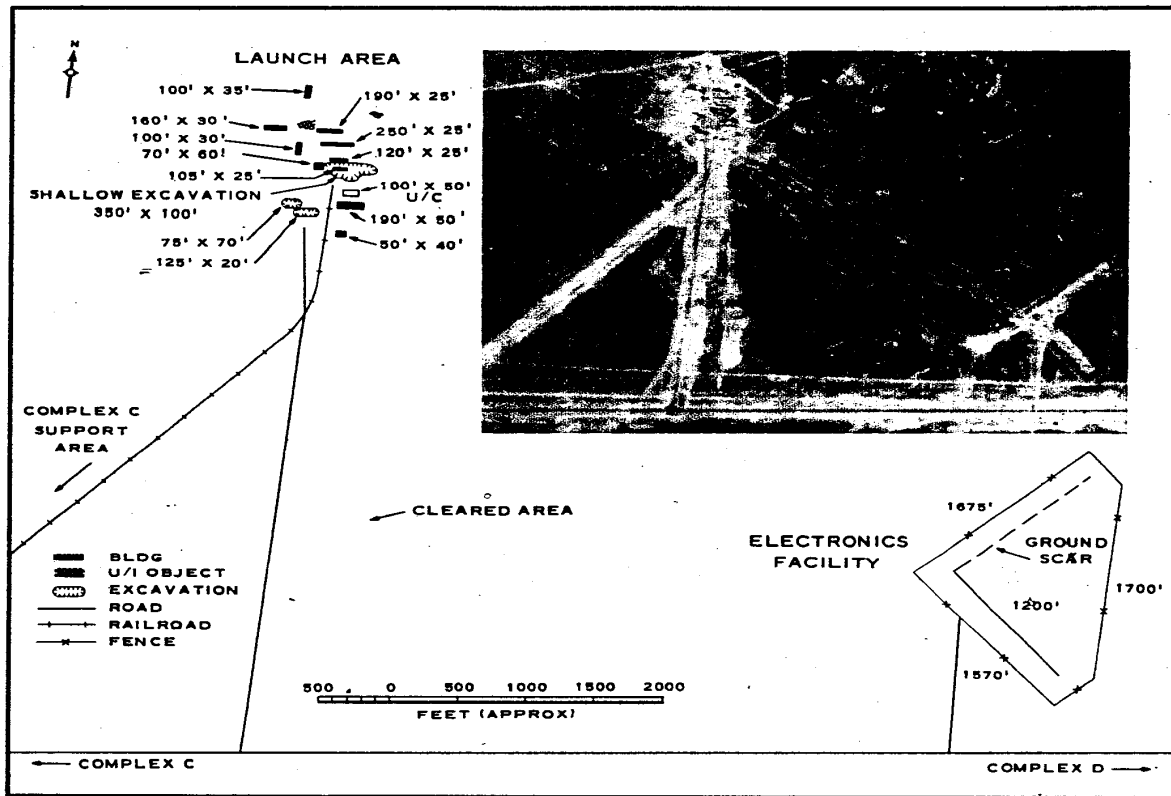 N
LAUNCH AREA
100' X 35'
190' X 25'
160' X 30'
250' X 25'
100' X 30'
120' X 25'
70' X 60'
105' X 25'
100' X 50'
U/C
SHALLOW EXCAVATION
350' X 100'
190' X 50'
75' X 70'
50' X 40'
125' X 20'
COMPLEX C
SUPPORT
AREA
CLEARED AREA
ELECTRONICS
FACILITY
1675'
GROUND
SCAR
1700'
1200'
1570'
BLDG
U/I OBJECT
EXCAVATION
ROAD
RAILROAD
FENCE
500 0 500 1000 1500 2000
FEET (APPROX)
COMPLEX C
COMPLEX D